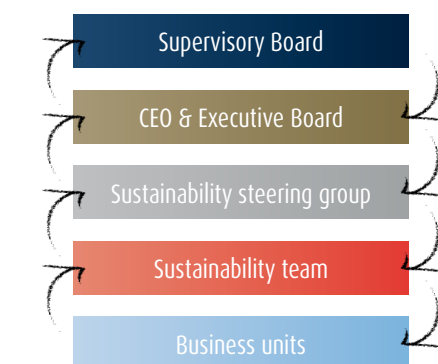 Supervisory Board
CEO & Executive Board
Sustainability steering group
Sustainability team
Business units